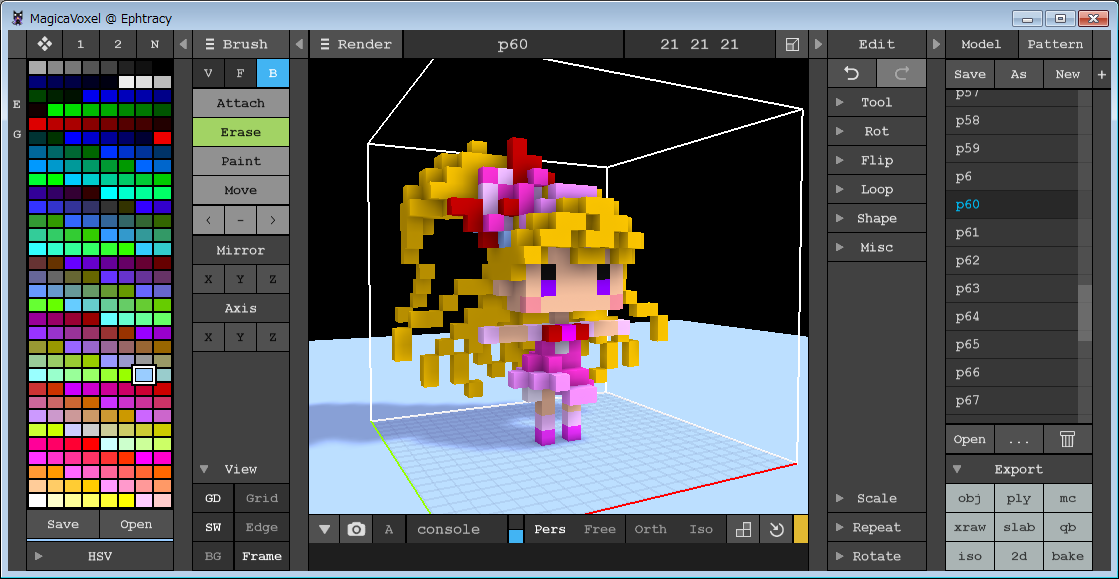 MagicaVoxel @ Ephtracy
1 2 N
Brush
Render
p60
21 21 21
Edit
Model
Pattern
E
G
Save
Open
HSV
V F B
Attach
Erase
Paint
Move
< - >
Mirror
X Y Z
Axis
X Y Z
View
GD Grid
SW Edge
BG Frame
A console Pers Free Orth Iso
Tool
Rot
Flip
Loop
Shape
Misc
Scale
Repeat
Rotate
Save As New +
p57
p58
p59
p6
p60
p61
p62
p63
p64
p65
p66
p67
Open ...
Export
obj ply mc
xraw slab qb
iso 2d bake